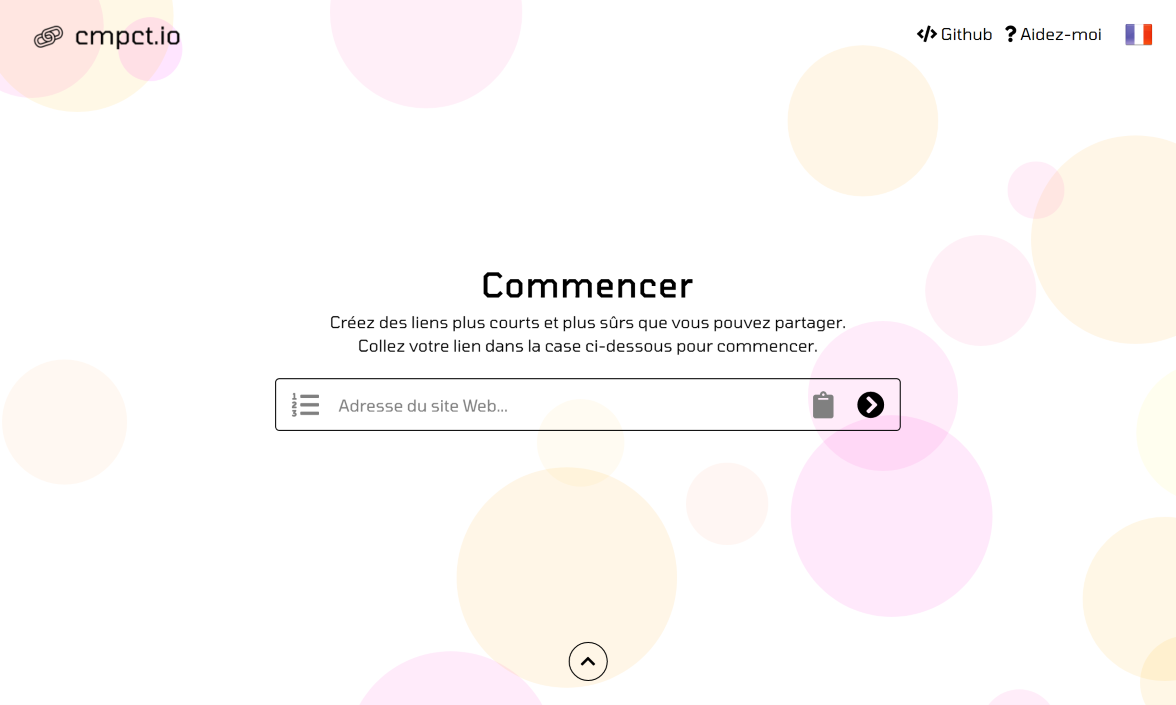 cmpct.io
Github
Aidez-moi
Commencer
Créez des liens plus courts et plus sûrs que vous pouvez partager.
Collez votre lien dans la case ci-dessous pour commencer.
Adresse du site Web...